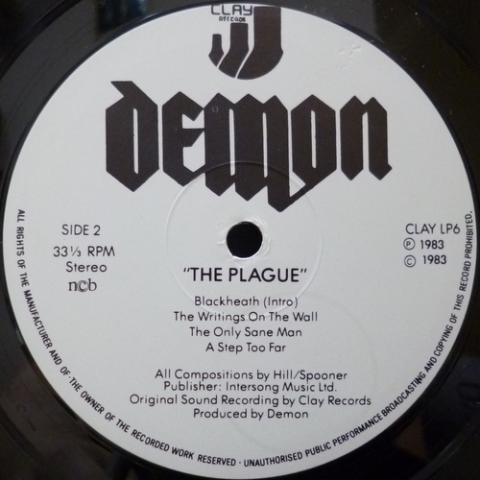 CLAY
RECORDS
DEMON
SIDE 2
33⅓ RPM
Stereo
ncb
CLAY LP6
Ⓟ 1983
© 1983
"THE PLAGUE"
Blackheath (Intro)
The Writings On The Wall
The Only Sane Man
A Step Too Far
All Compositions by Hill/Spooner
Publisher: Intersong Music Ltd.
Original Sound Recording by Clay Records
Produced by Demon
ALL RIGHTS OF THE MANUFACTURER AND OF THE OWNER OF THE RECORDED WORK RESERVED · UNAUTHORISED PUBLIC PERFORMANCE BROADCASTING AND COPYING OF THIS RECORD PROHIBITED.